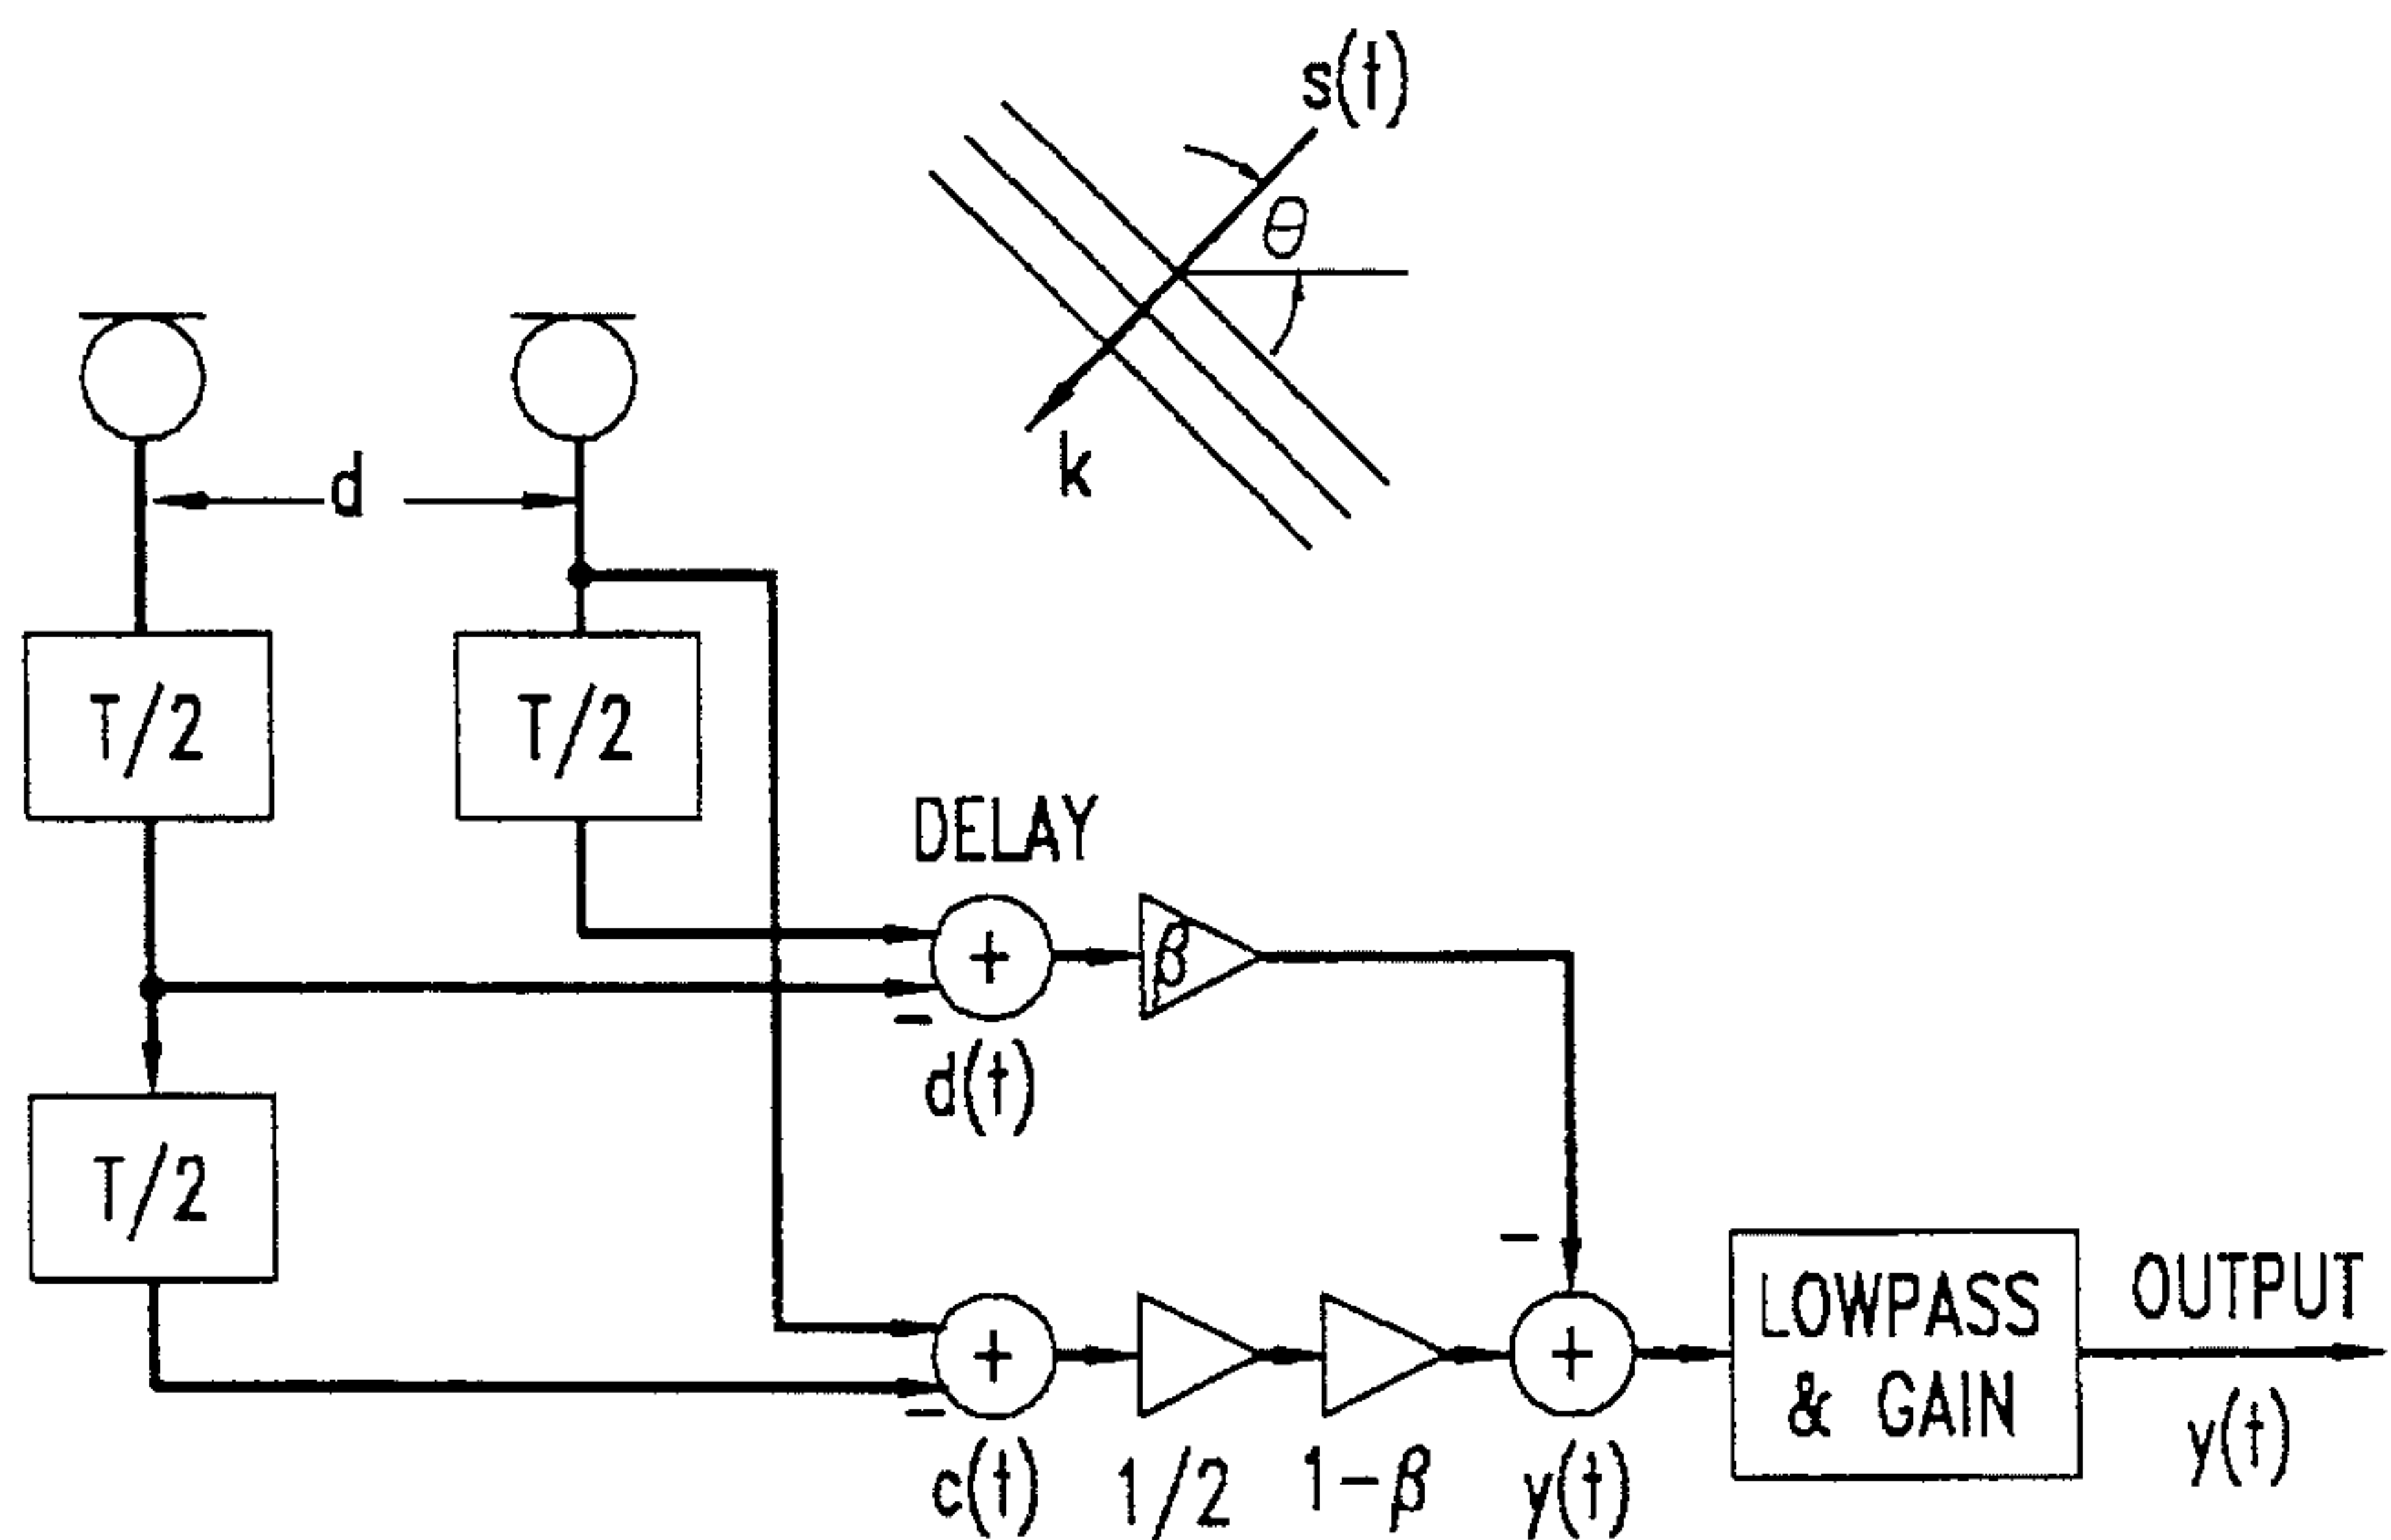 s(t)
θ
k
d
T/2
T/2
DELAY
+
β
-
d(t)
T/2
-
+
+
LOWPASS
& GAIN
OUTPUT
-
c(t)
1/2
1-β
y(t)
y(t)